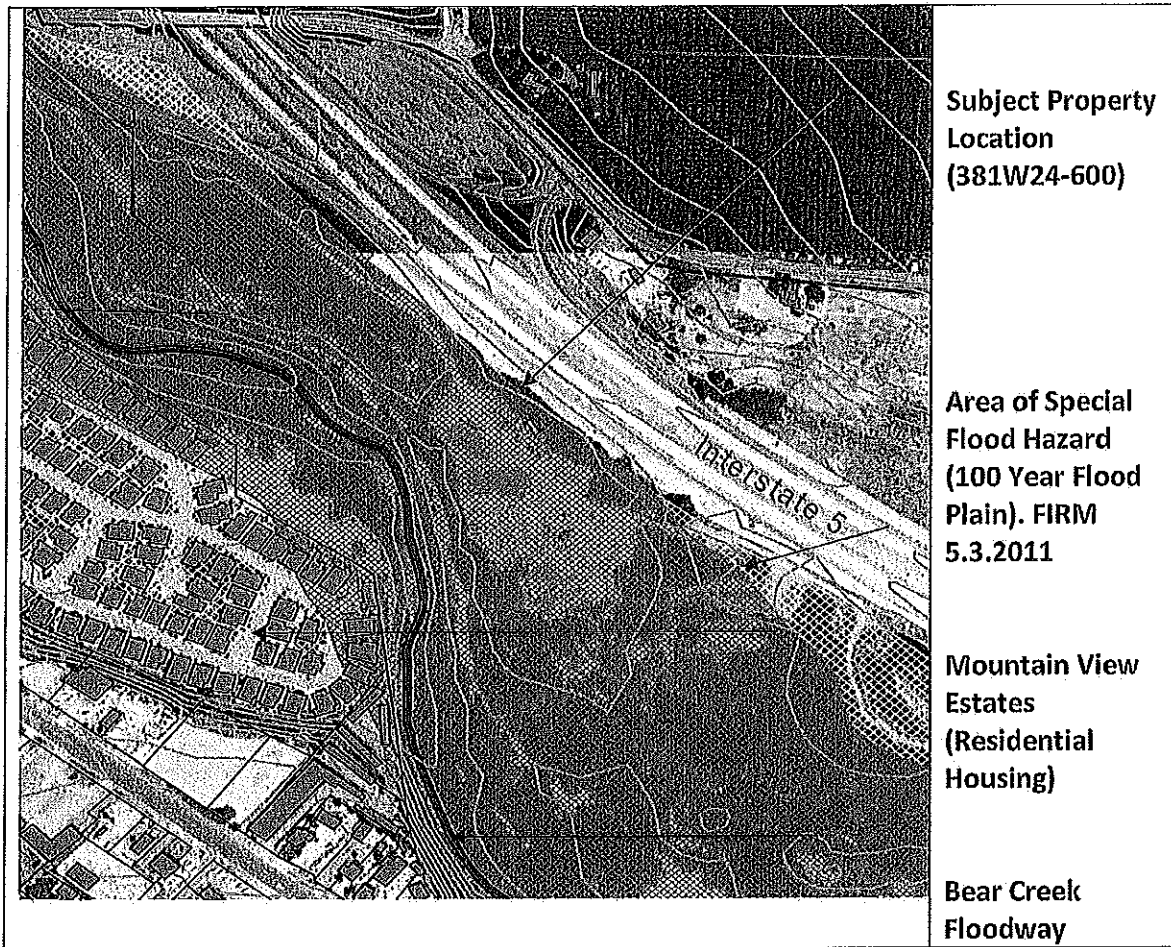 Subject Property
Location
(381W24-600)
Interstate 5
Area of Special
Flood Hazard
(100 Year Flood
Plain). FIRM
5.3.2011
Mountain View
Estates
(Residential
Housing)
Bear Creek
Floodway